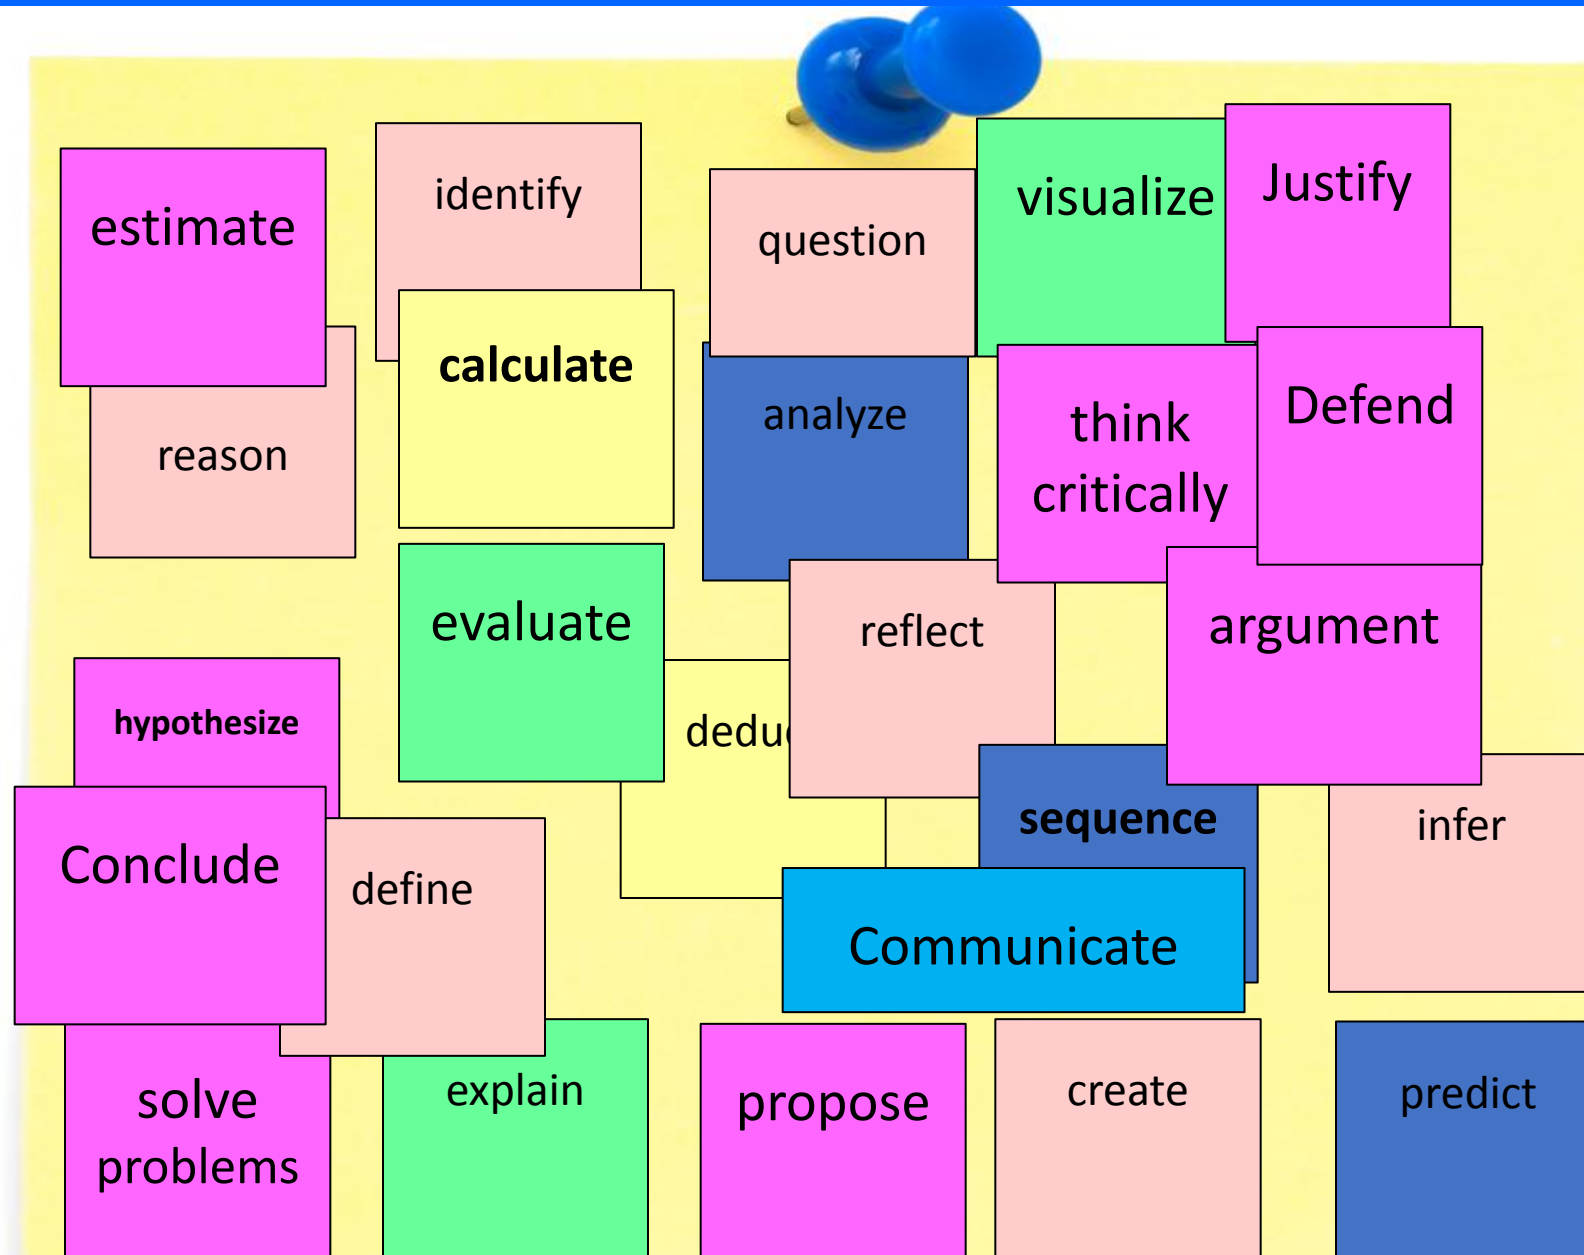 estimate
identify
question
visualize
Justify
reason
calculate
analyze
think
critically
Defend
evaluate
reflect
argument
hypothesize
sequence
infer
Conclude
define
Communicate
solve
problems
explain
propose
create
predict